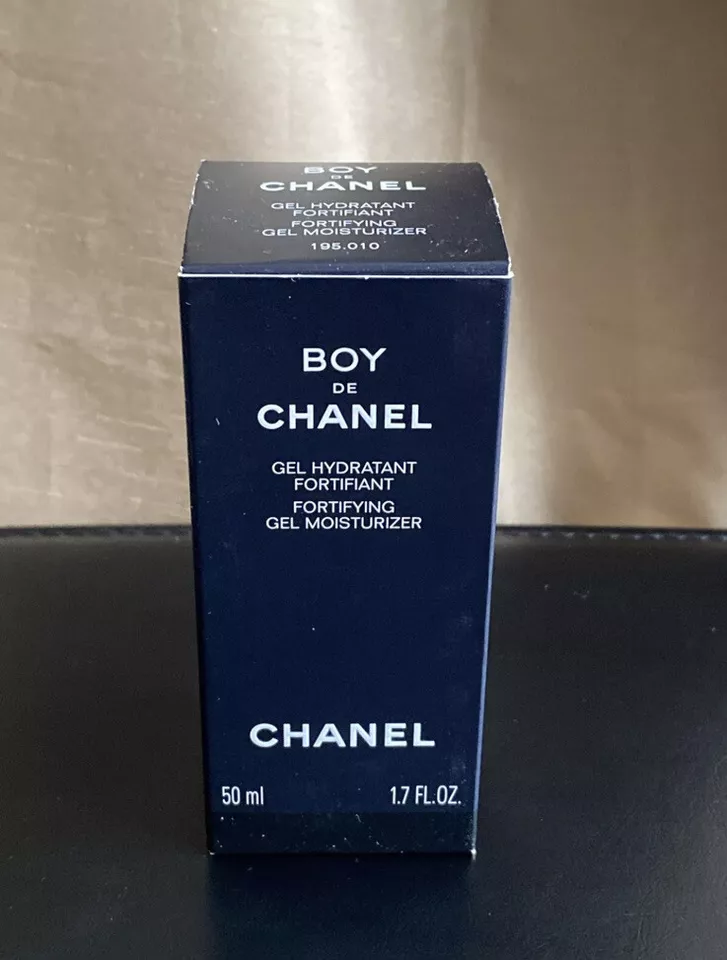 BOY
DE
CHANEL
GEL HYDRATANT
FORTIFIANT
FORTIFYING
GEL MOISTURIZER
195.010
BOY
DE
CHANEL
GEL HYDRATANT
FORTIFIANT
FORTIFYING
GEL MOISTURIZER
CHANEL
50 ml 1.7 FL.OZ.